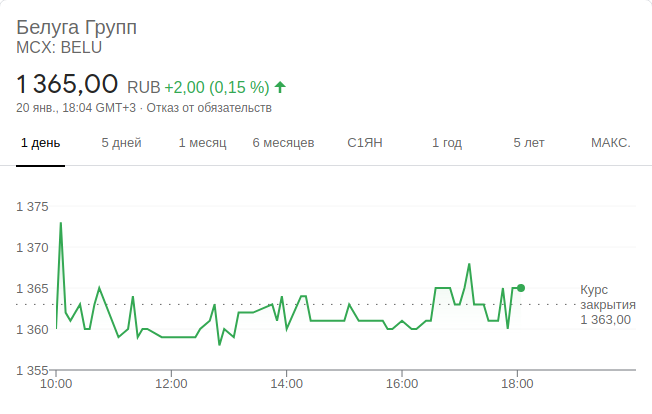 Белуга Групп
MCX: BELU
1 365,00 RUB +2,00 (0,15 %)
20 янв., 18:04 GMT+3 · Отказ от обязательств
1 день 5 дней 1 месяц 6 месяцев С1ЯН 1 год 5 лет МАКС.
1 375
1 370
1 365
1 360
1 355
Курс
закрытия
1 363,00
10:00 12:00 14:00 16:00 18:00